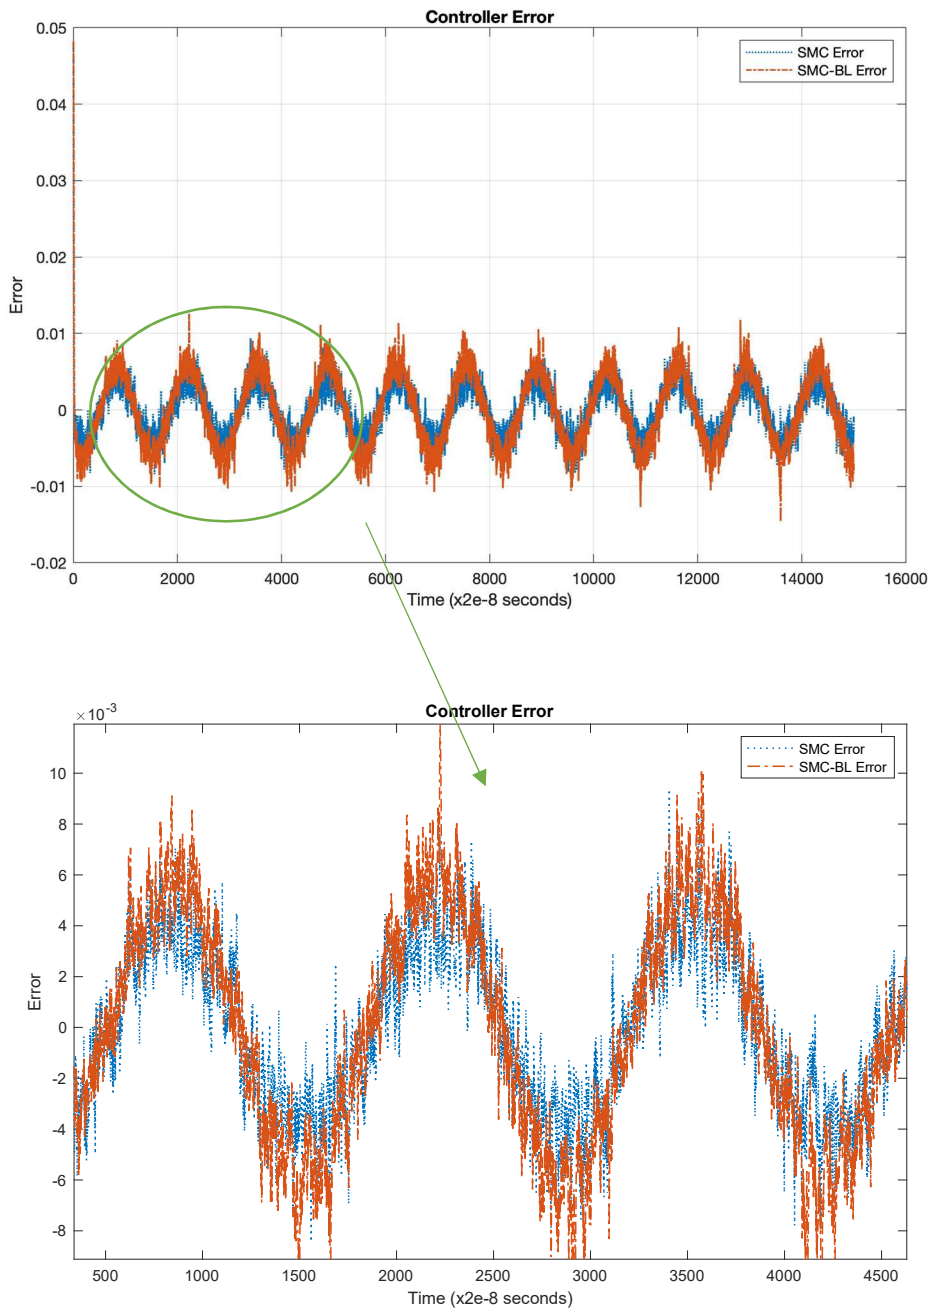 Controller Error
0.05
0.04
0.03
0.02
0.01
0
-0.01
-0.02
Error
SMC Error
SMC-BL Error
0 2000 4000 6000 8000 10000 12000 14000 16000
Time (x2e-8 seconds)
×10⁻³
Controller Error
10
8
6
4
2
0
-2
-4
-6
-8
Error
SMC Error
SMC-BL Error
500 1000 1500 2000 2500 3000 3500 4000 4500
Time (x2e-8 seconds)